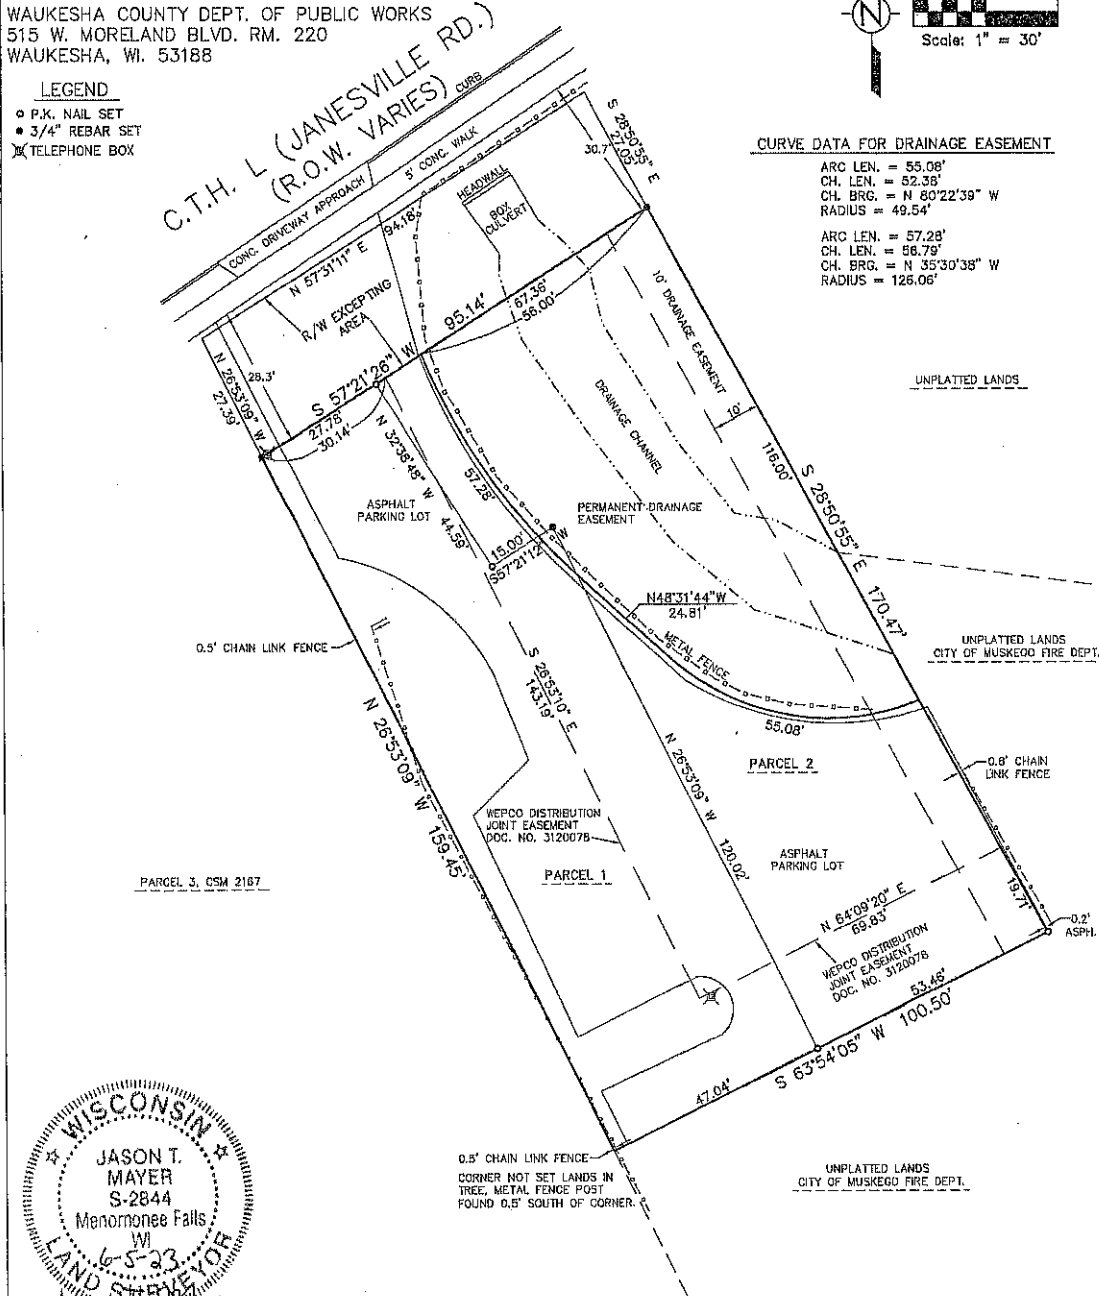 WAUKESHA COUNTY DEPT. OF PUBLIC WORKS
515 W. MORELAND BLVD. RM. 220
WAUKESHA, WI. 53188
LEGEND
P.K. NAIL SET
3/4" REBAR SET
TELEPHONE BOX
N
Scale: 1" = 30'
C.T.H. L (JANESVILLE RD.)
(R.O.W. VARIES)
CURB
CONC. DRIVEWAY APPROACH
5' CONC. WALK
CURVE DATA FOR DRAINAGE EASEMENT
ARC LEN. = 55.08'
CH. LEN. = 52.38'
CH. BRG. = N 80°22'39" W
RADIUS = 49.54'
ARC LEN. = 57.28'
CH. LEN. = 56.79'
CH. BRG. = N 35°30'38" W
RADIUS = 126.06'
S 28°50'55" E
27.05'
30.7'
HEADWALL
BOX
CULVERT
94.18'
N 57°31'11" E
R/W EXCEPTING
AREA
N 26°53'09" W
27.39'
28.3'
S 57°21'26" W
95.14'
67.36'
56.00'
27.78'
30.14'
10' DRAINAGE EASEMENT
10'
UNPLATTED LANDS
DRAINAGE CHANNEL
116.00'
N 32°38'48" W
44.59'
57.28'
ASPHALT
PARKING LOT
PERMANENT DRAINAGE
EASEMENT
15.00'
S57°21'12" W
S 28°50'55" E 170.47'
N48°31'44"W
24.81'
METAL FENCE
UNPLATTED LANDS
CITY OF MUSKEGO FIRE DEPT.
0.5' CHAIN LINK FENCE
S 26°53'10" E
143.19'
55.08'
N 26°53'09" W 159.45'
PARCEL 2
0.8' CHAIN
LINK FENCE
N 26°53'09" W 120.02'
WEPCO DISTRIBUTION
JOINT EASEMENT
DOC. NO. 3120078
ASPHALT
PARKING LOT
PARCEL 3, CSM 2167
PARCEL 1
19.71'
N 64°09'20" E
69.83'
0.2'
ASPH.
WEPCO DISTRIBUTION
JOINT EASEMENT
DOC. NO. 3120078
53.46'
S 63°54'05" W 100.50'
47.04'
0.5' CHAIN LINK FENCE
CORNER NOT SET LANDS IN
TREE, METAL FENCE POST
FOUND 0.5' SOUTH OF CORNER.
UNPLATTED LANDS
CITY OF MUSKEGO FIRE DEPT.
WISCONSIN
JASON T.
MAYER
S-2844
Menomonee Falls
WI
6-5-23
LAND SURVEYOR